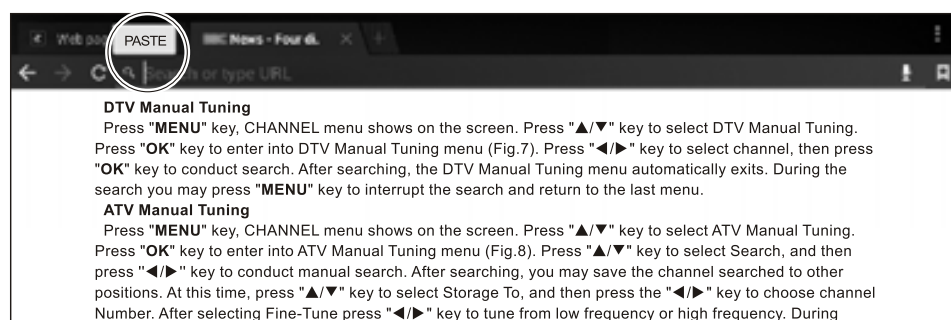 Web pag PASTE News - Four di.
Search or type URL
DTV Manual Tuning
Press "MENU" key, CHANNEL menu shows on the screen. Press "▲/▼" key to select DTV Manual Tuning.
Press "OK" key to enter into DTV Manual Tuning menu (Fig.7). Press "◀/▶" key to select channel, then press
"OK" key to conduct search. After searching, the DTV Manual Tuning menu automatically exits. During the
search you may press "MENU" key to interrupt the search and return to the last menu.
ATV Manual Tuning
Press "MENU" key, CHANNEL menu shows on the screen. Press "▲/▼" key to select ATV Manual Tuning.
Press "OK" key to enter into ATV Manual Tuning menu (Fig.8). Press "▲/▼" key to select Search, and then
press "◀/▶" key to conduct manual search. After searching, you may save the channel searched to other
positions. At this time, press "▲/▼" key to select Storage To, and then press the "◀/▶" key to choose channel
Number. After selecting Fine-Tune press "◀/▶" key to tune from low frequency or high frequency. During